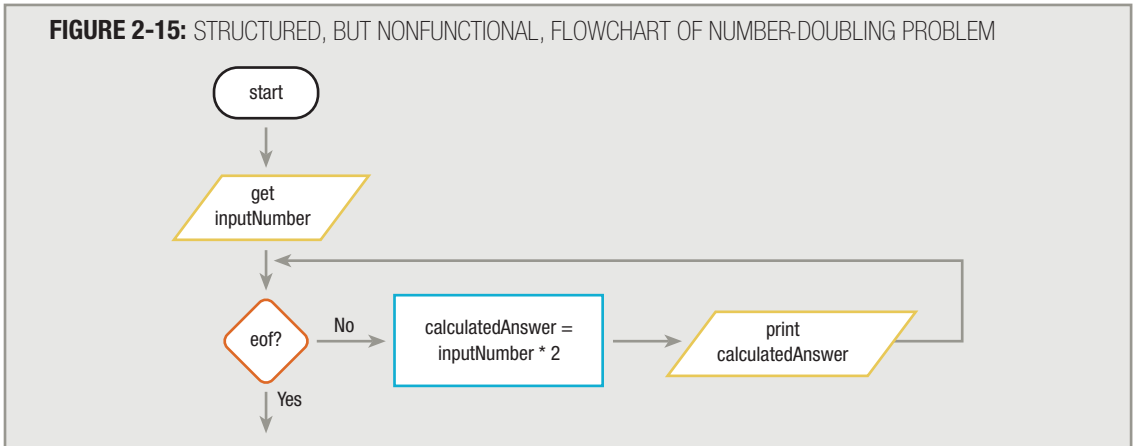 FIGURE 2-15: STRUCTURED, BUT NONFUNCTIONAL, FLOWCHART OF NUMBER-DOUBLING PROBLEM
start
get
inputNumber
eof?
No
calculatedAnswer =
inputNumber * 2
print
calculatedAnswer
Yes